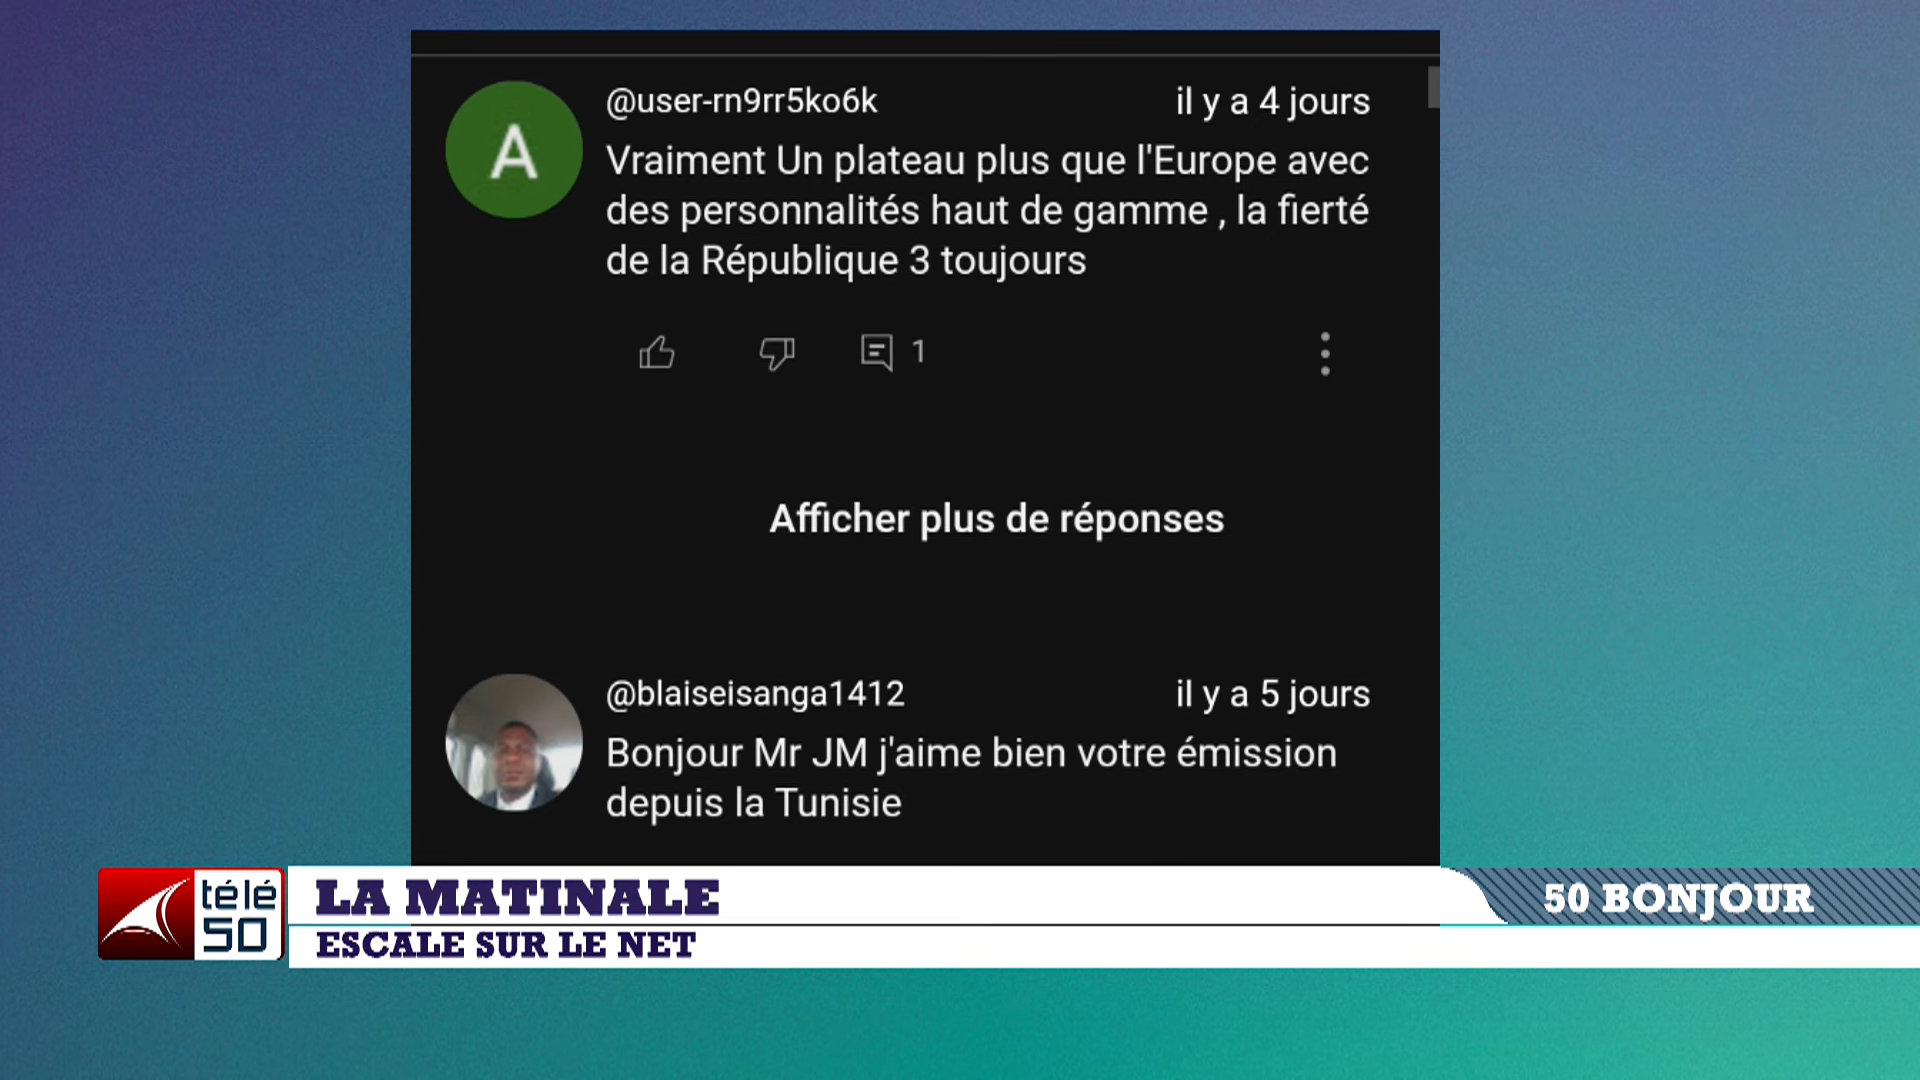 A
@user-rn9rr5ko6k il y a 4 jours
Vraiment Un plateau plus que l'Europe avec
des personnalités haut de gamme , la fierté
de la République 3 toujours
1
Afficher plus de réponses
@blaiseisanga1412 il y a 5 jours
Bonjour Mr JM j'aime bien votre émission
depuis la Tunisie
télé
50
LA MATINALE
50 BONJOUR
ESCALE SUR LE NET